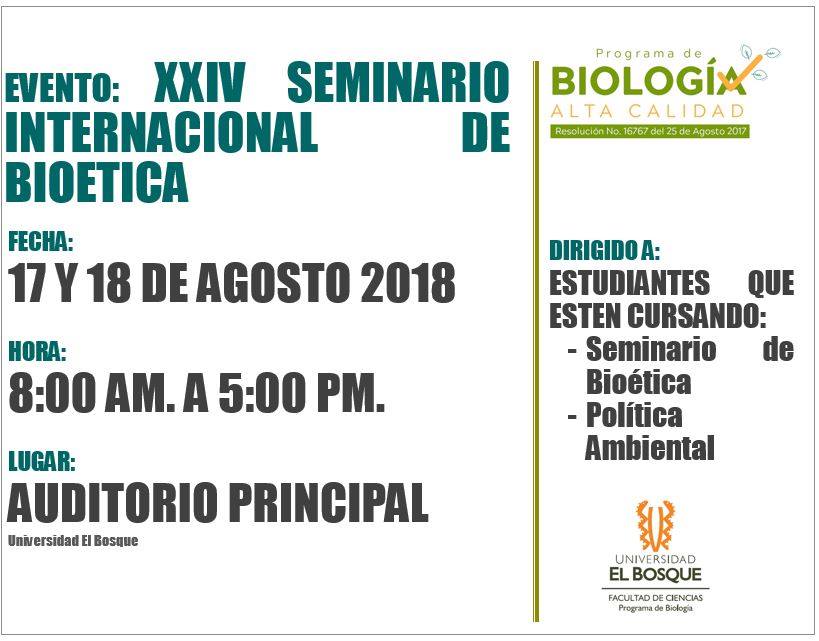 EVENTO: XXIV SEMINARIO
INTERNACIONAL DE
BIOETICA
FECHA:
17 Y 18 DE AGOSTO 2018
HORA:
8:00 AM. A 5:00 PM.
LUGAR:
AUDITORIO PRINCIPAL
Universidad El Bosque
Programa de
BIOLOGÍA
ALTA CALIDAD
Resolución No. 16767 del 25 de Agosto 2017
DIRIGIDO A:
ESTUDIANTES QUE
ESTEN CURSANDO:
- Seminario de
Bioética
- Política
Ambiental
UNIVERSIDAD
EL BOSQUE
FACULTAD DE CIENCIAS
Programa de Biología